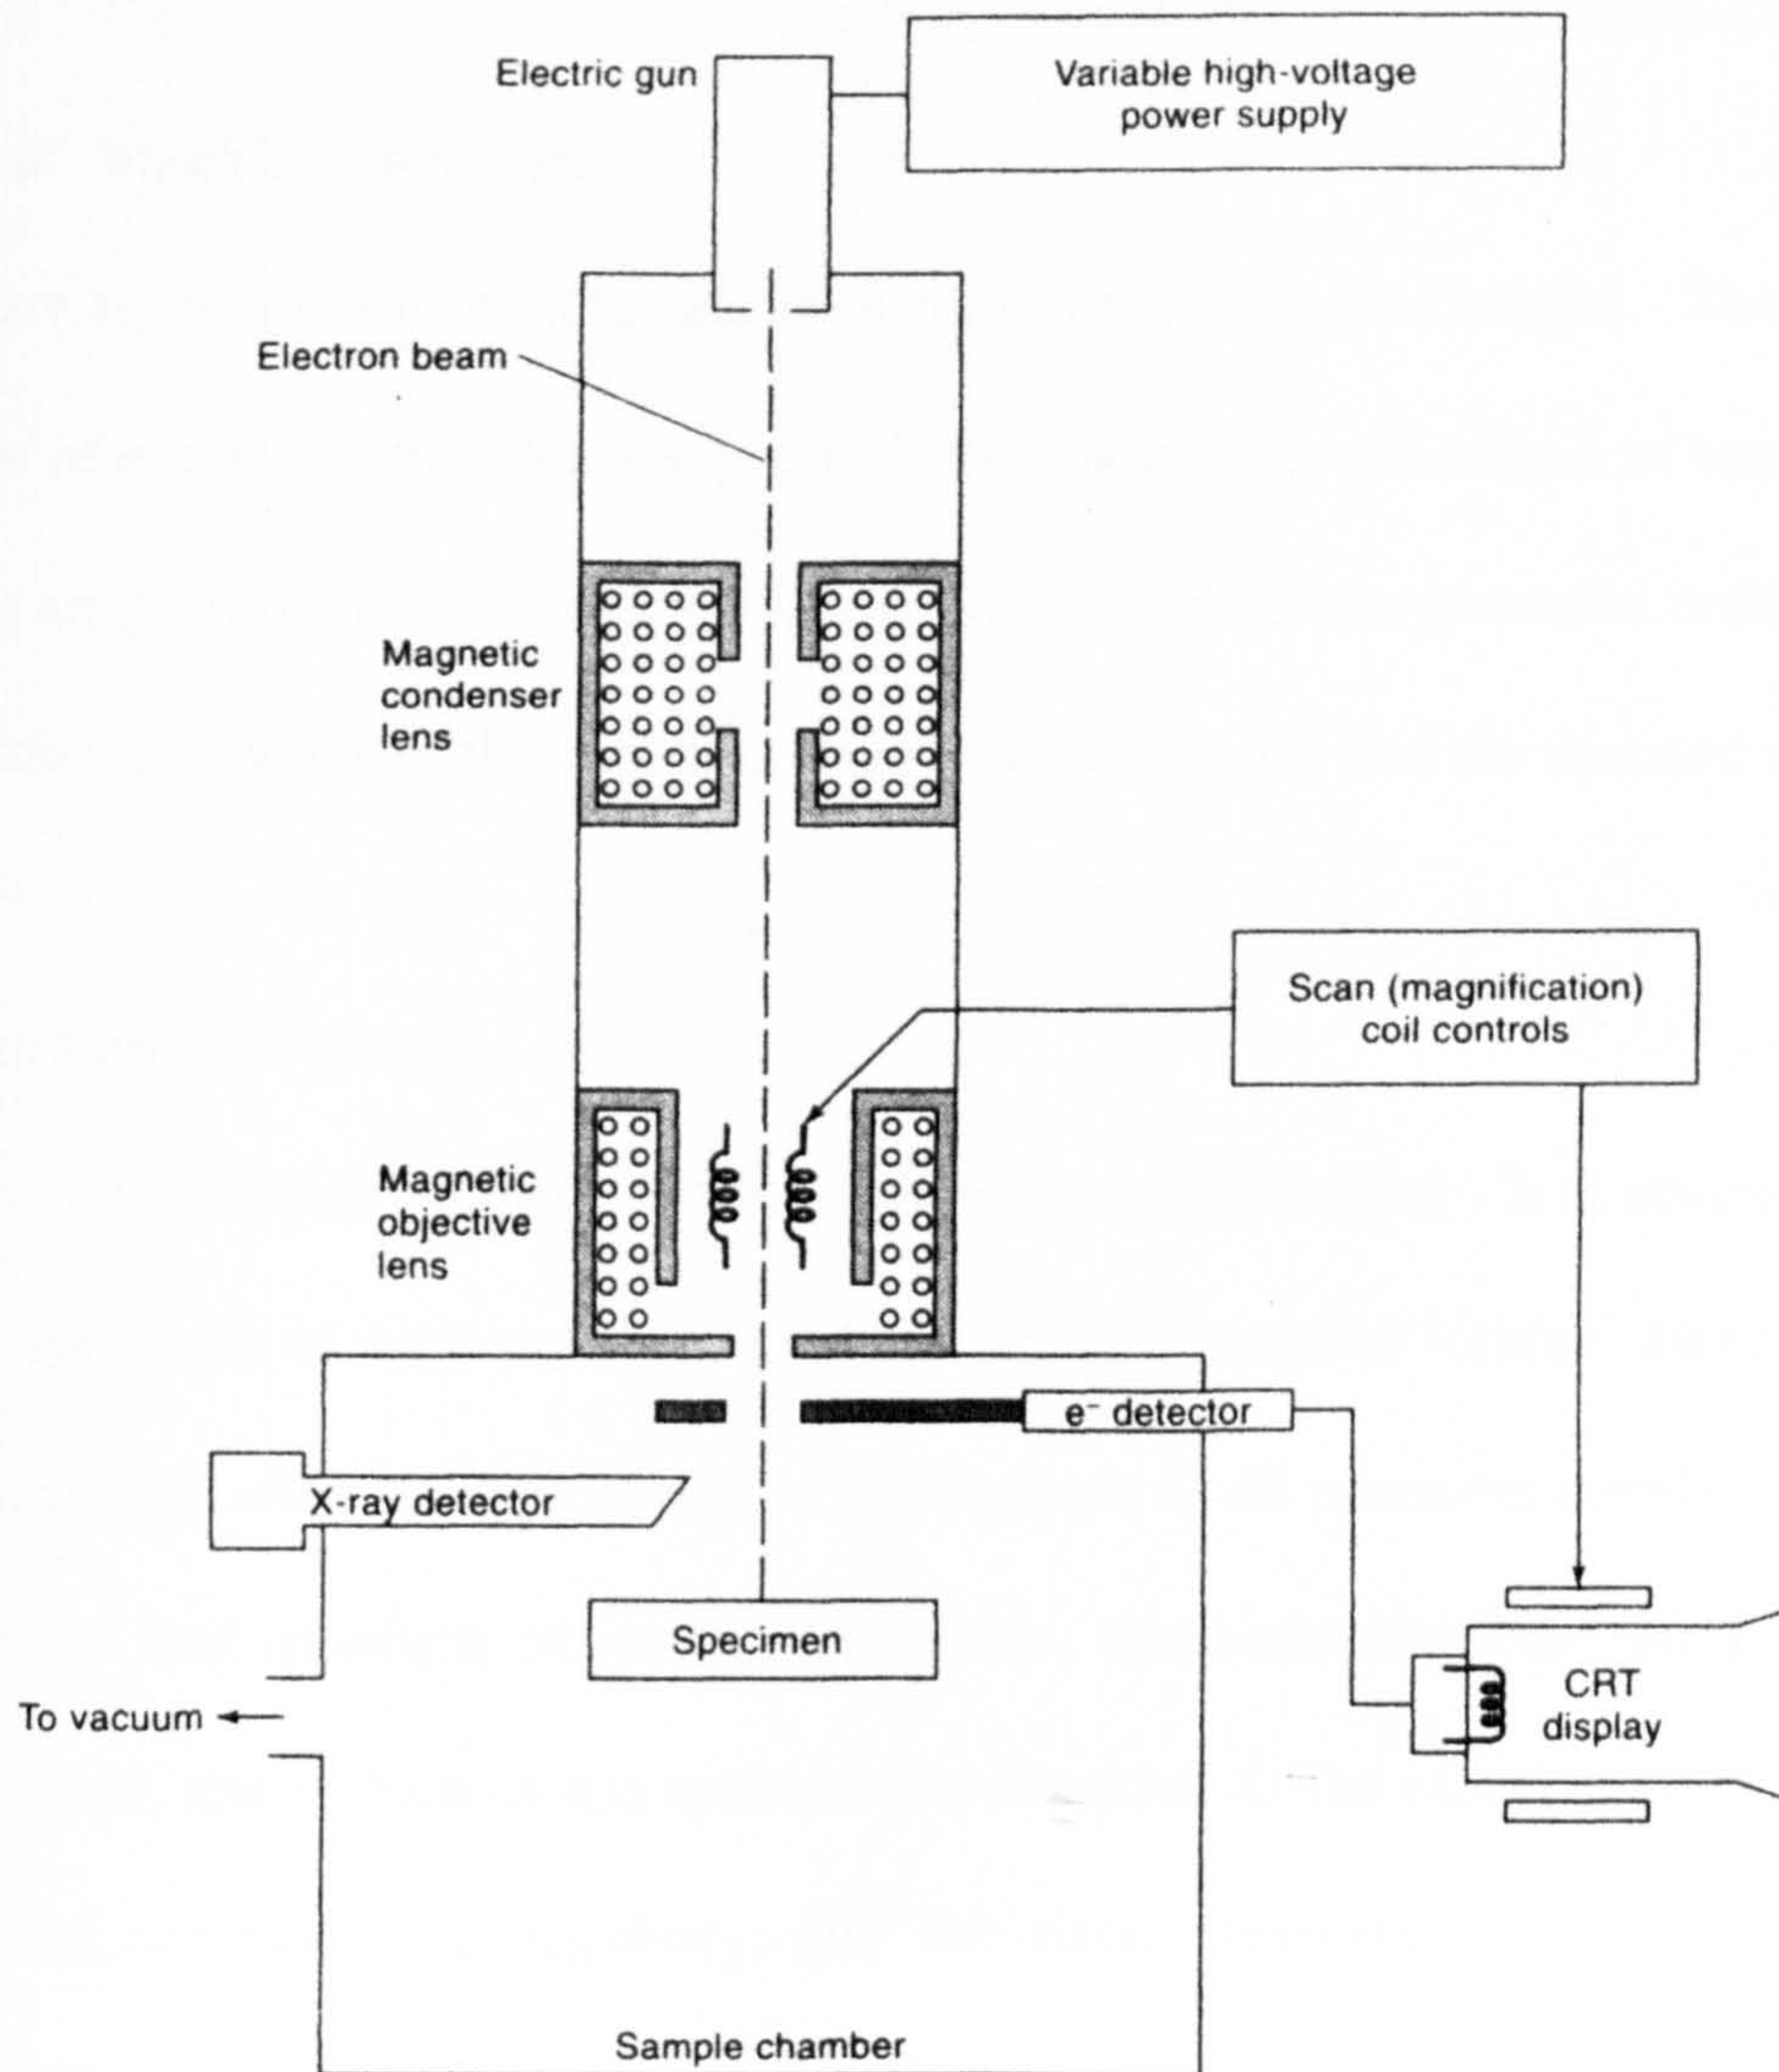 Electric gun
Variable high-voltage
power supply
Electron beam
Magnetic
condenser
lens
Scan (magnification)
coil controls
Magnetic
objective
lens
e⁻ detector
X-ray detector
Specimen
To vacuum
CRT
display
Sample chamber